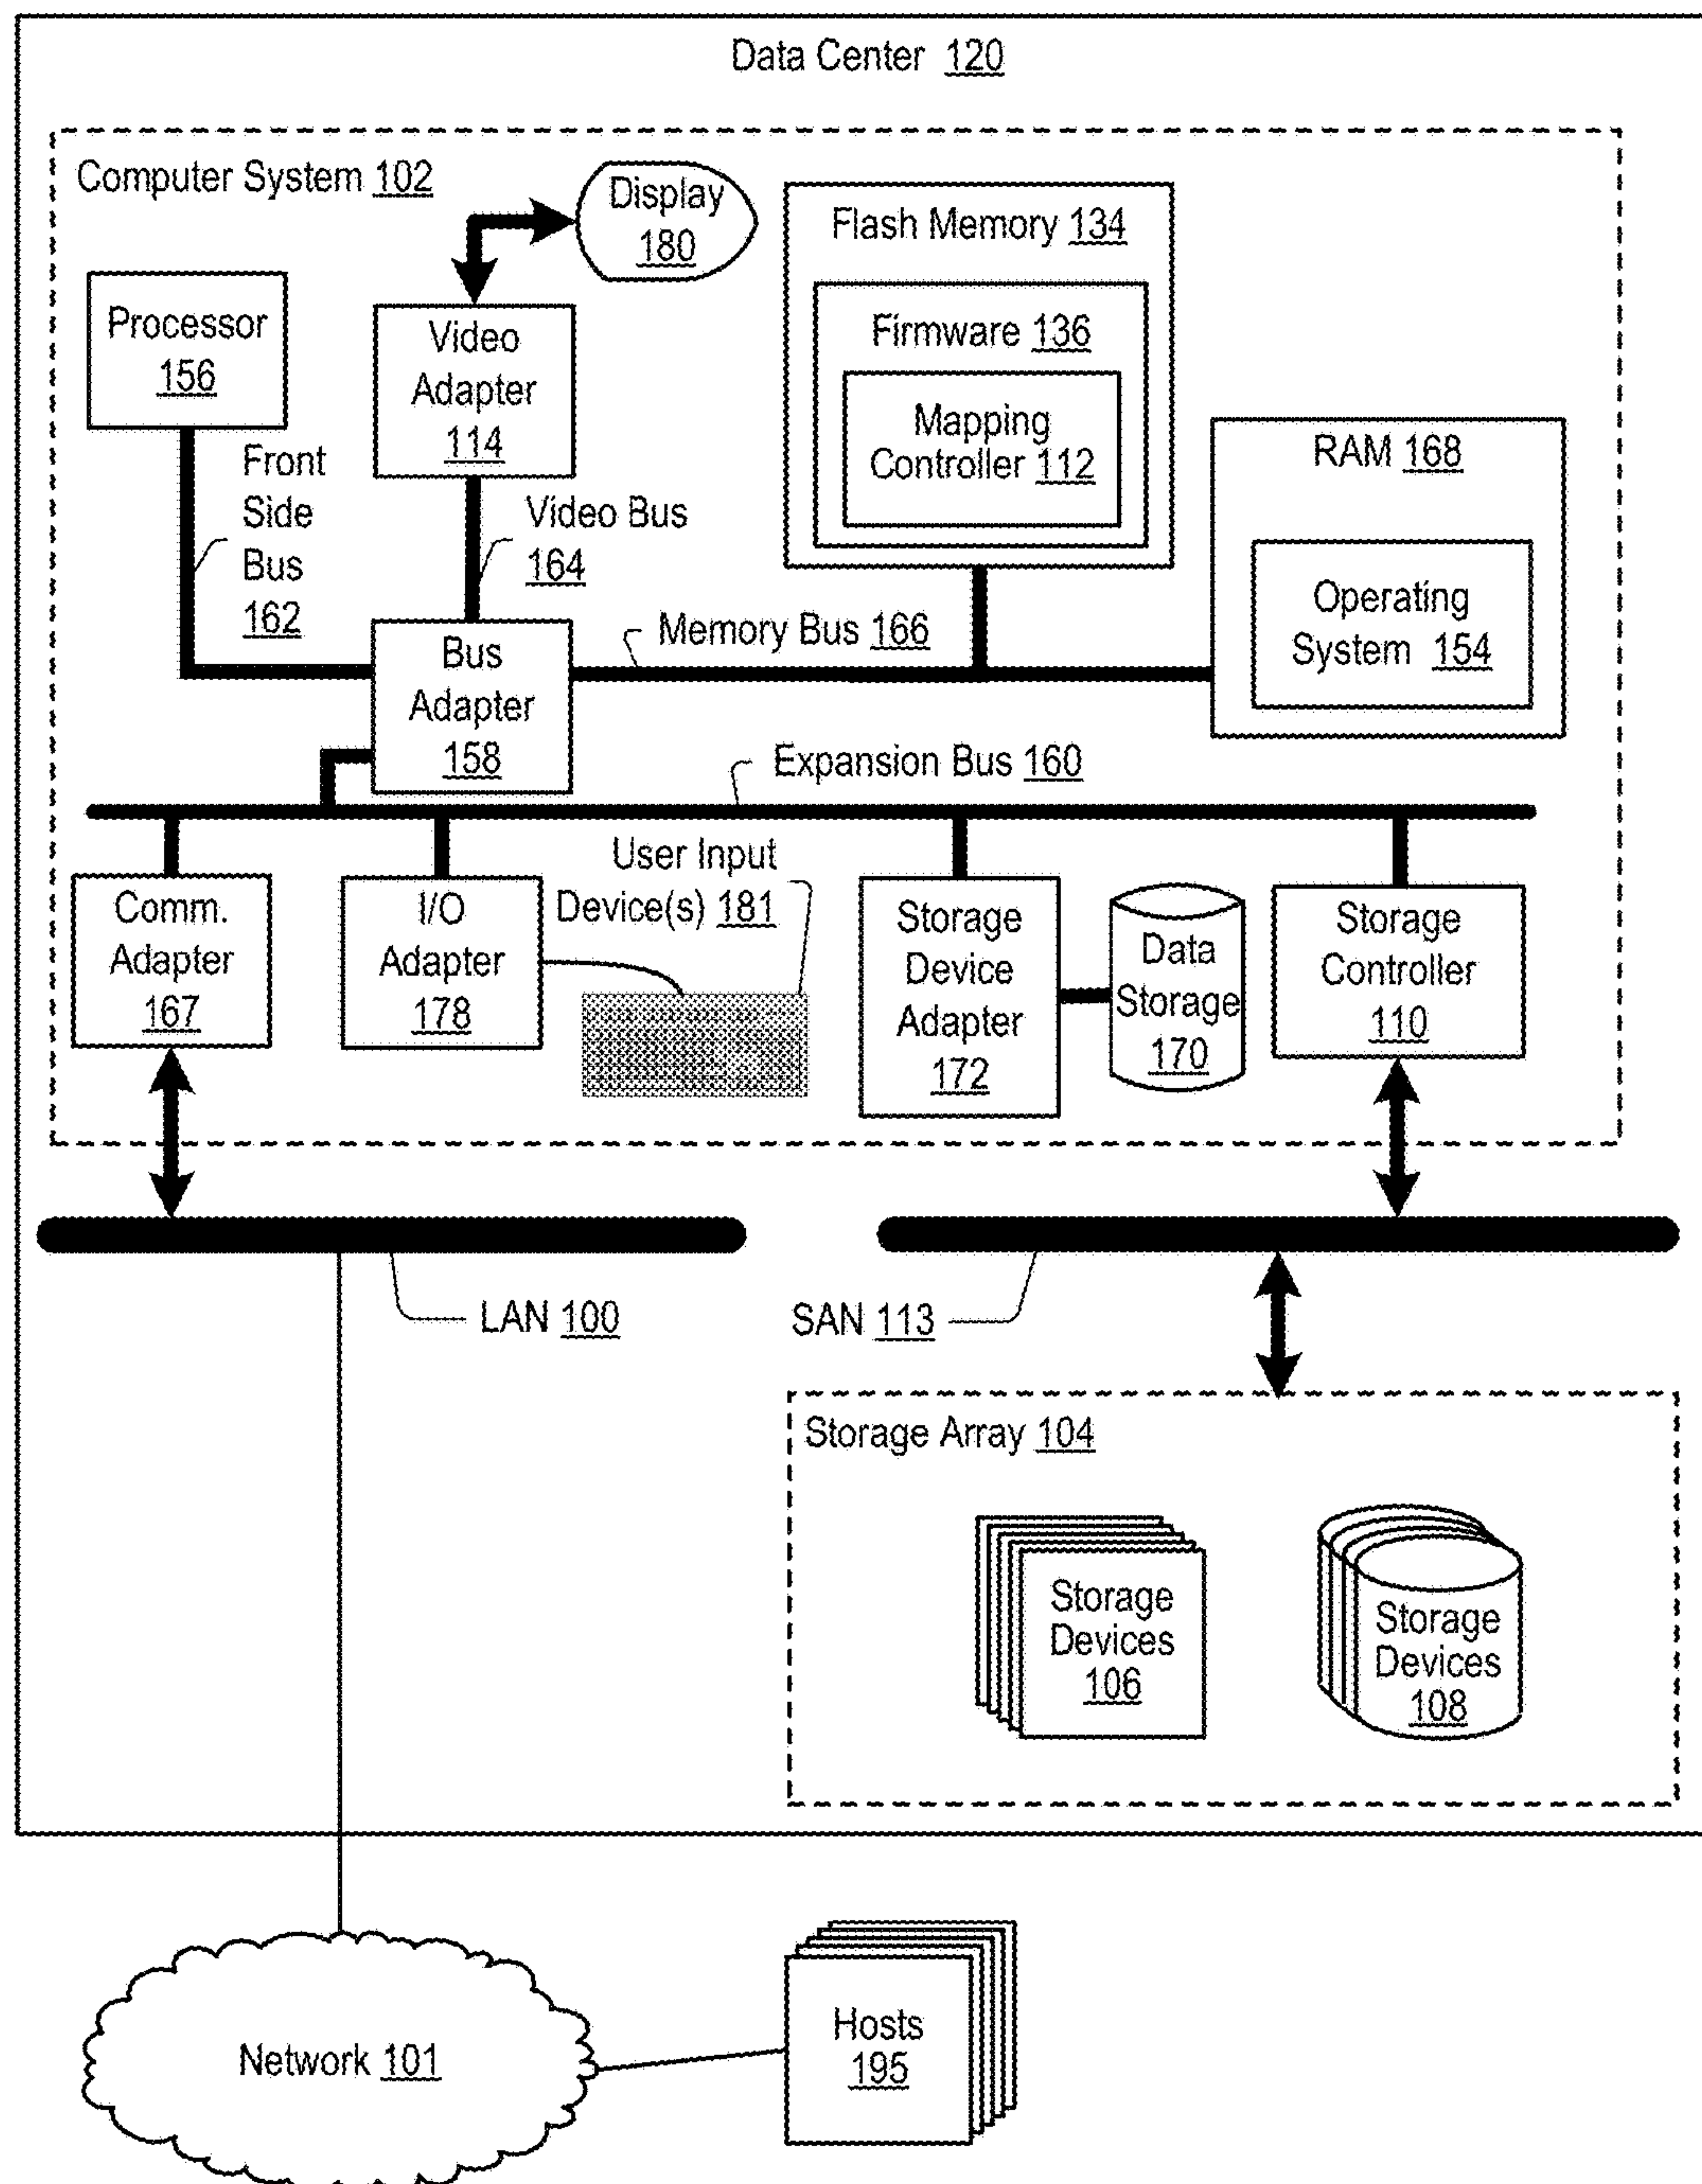 Data Center 120
Computer System 102
Display
180
Flash Memory 134
Firmware 136
Mapping
Controller 112
Processor
156
Video
Adapter
114
Front
Side
Bus
162
Video Bus
164
RAM 168
Operating
System 154
Bus
Adapter
158
Memory Bus 166
Expansion Bus 160
Comm.
Adapter
167
I/O
Adapter
178
User Input
Device(s) 181
Storage
Device
Adapter
172
Data
Storage
170
Storage
Controller
110
LAN 100
SAN 113
Storage Array 104
Storage
Devices
106
Storage
Devices
108
Network 101
Hosts
195